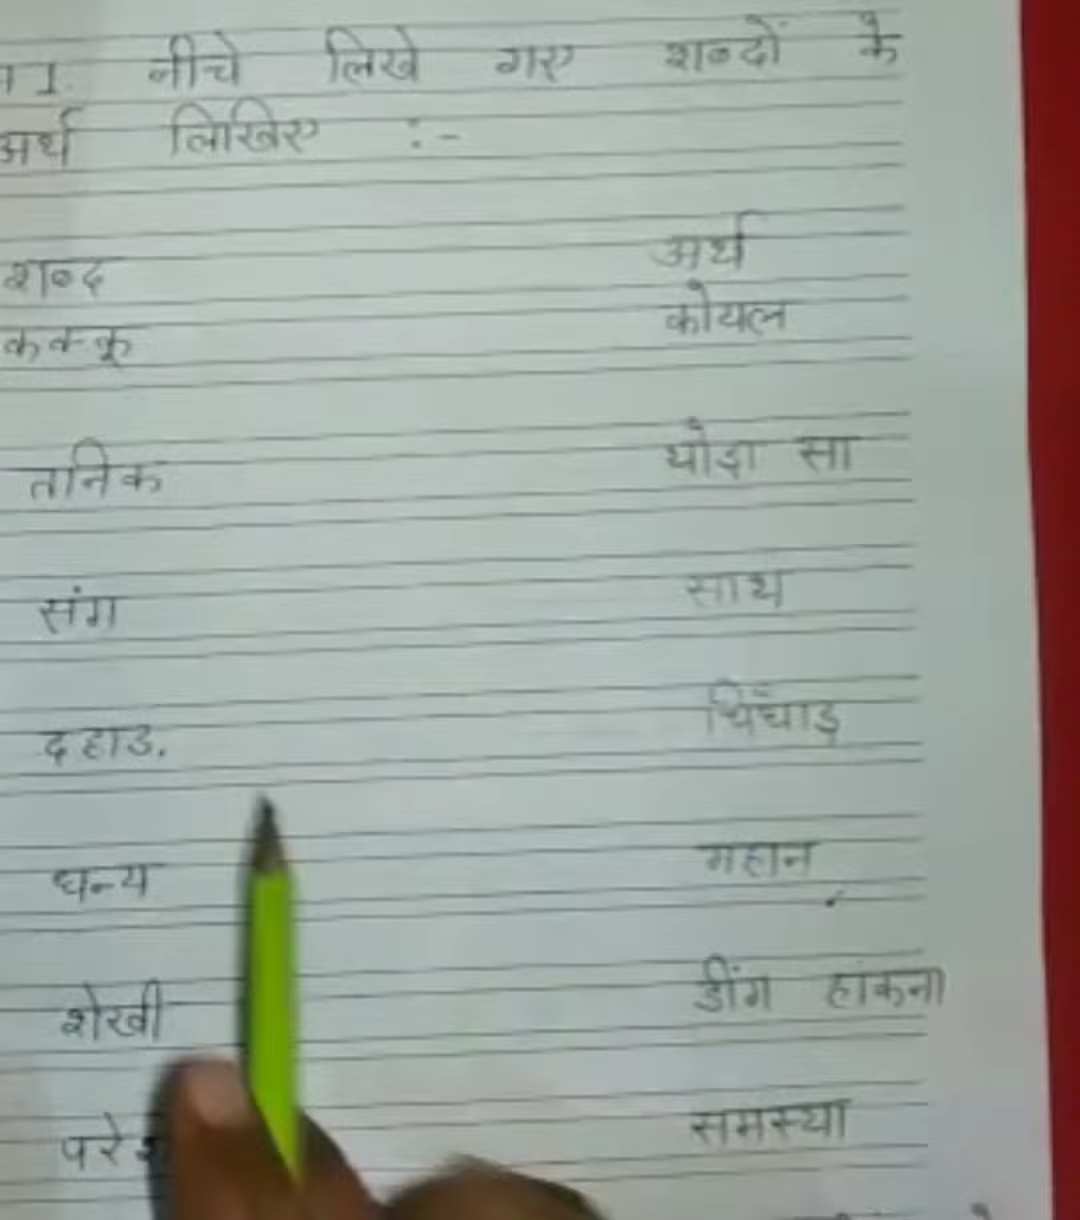 1. नीचे लिखे गए शब्दों के
अर्थ लिखिए :-
शब्द अर्थ
कक्कू कोयल
तनिक थोड़ा सा
संग साथ
दहाड. चिंघाड़
धन्य महान
शेखी डींग हांकना
समस्या